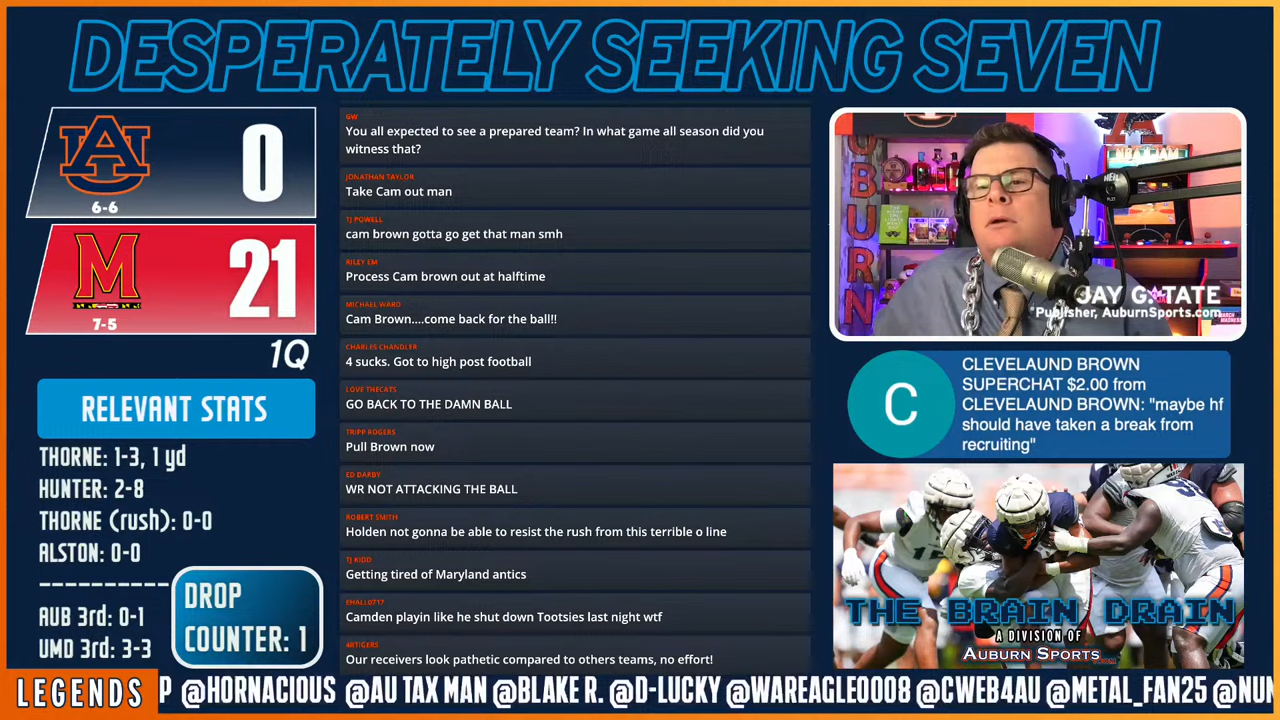 DESPERATELY SEEKING SEVEN
AU
0
6-6
M
21
7-5
1Q
RELEVANT STATS
THORNE: 1-3, 1 yd
HUNTER: 2-8
THORNE (rush): 0-0
ALSTON: 0-0
----------
AUB 3rd: 0-1
UMD 3rd: 3-3
DROP
COUNTER: 1
GW
You all expected to see a prepared team? In what game all season did you
witness that?
JONATHAN TAYLOR
Take Cam out man
TJ POWELL
cam brown gotta go get that man smh
RILEY EM
Process Cam brown out at halftime
MICHAEL WARD
Cam Brown....come back for the ball!!
CHARLES CHANDLER
4 sucks. Got to high post football
LOVE THECATS
GO BACK TO THE DAMN BALL
TRIPP ROGERS
Pull Brown now
ED DARBY
WR NOT ATTACKING THE BALL
ROBERT SMITH
Holden not gonna be able to resist the rush from this terrible o line
TJ KIDD
Getting tired of Maryland antics
EHALL0717
Camden playin like he shut down Tootsies last night wtf
4BTIGERS
Our receivers look pathetic compared to others teams, no effort!
UBURN
NBA JAM
HEIL
JAY G. TATE
Publisher, AuburnSports.com
C
CLEVELAUND BROWN
SUPERCHAT $2.00 from
CLEVELAUND BROWN: "maybe hf
should have taken a break from
recruiting"
THE BRAIN DRAIN
A DIVISION OF
AUBURN SPORTS
LEGENDS
P @HORNACIOUS @AU TAX MAN @BLAKE R. @D-LUCKY @WAREAGLE0008 @CWEB4AU @METAL_FAN25 @NUN